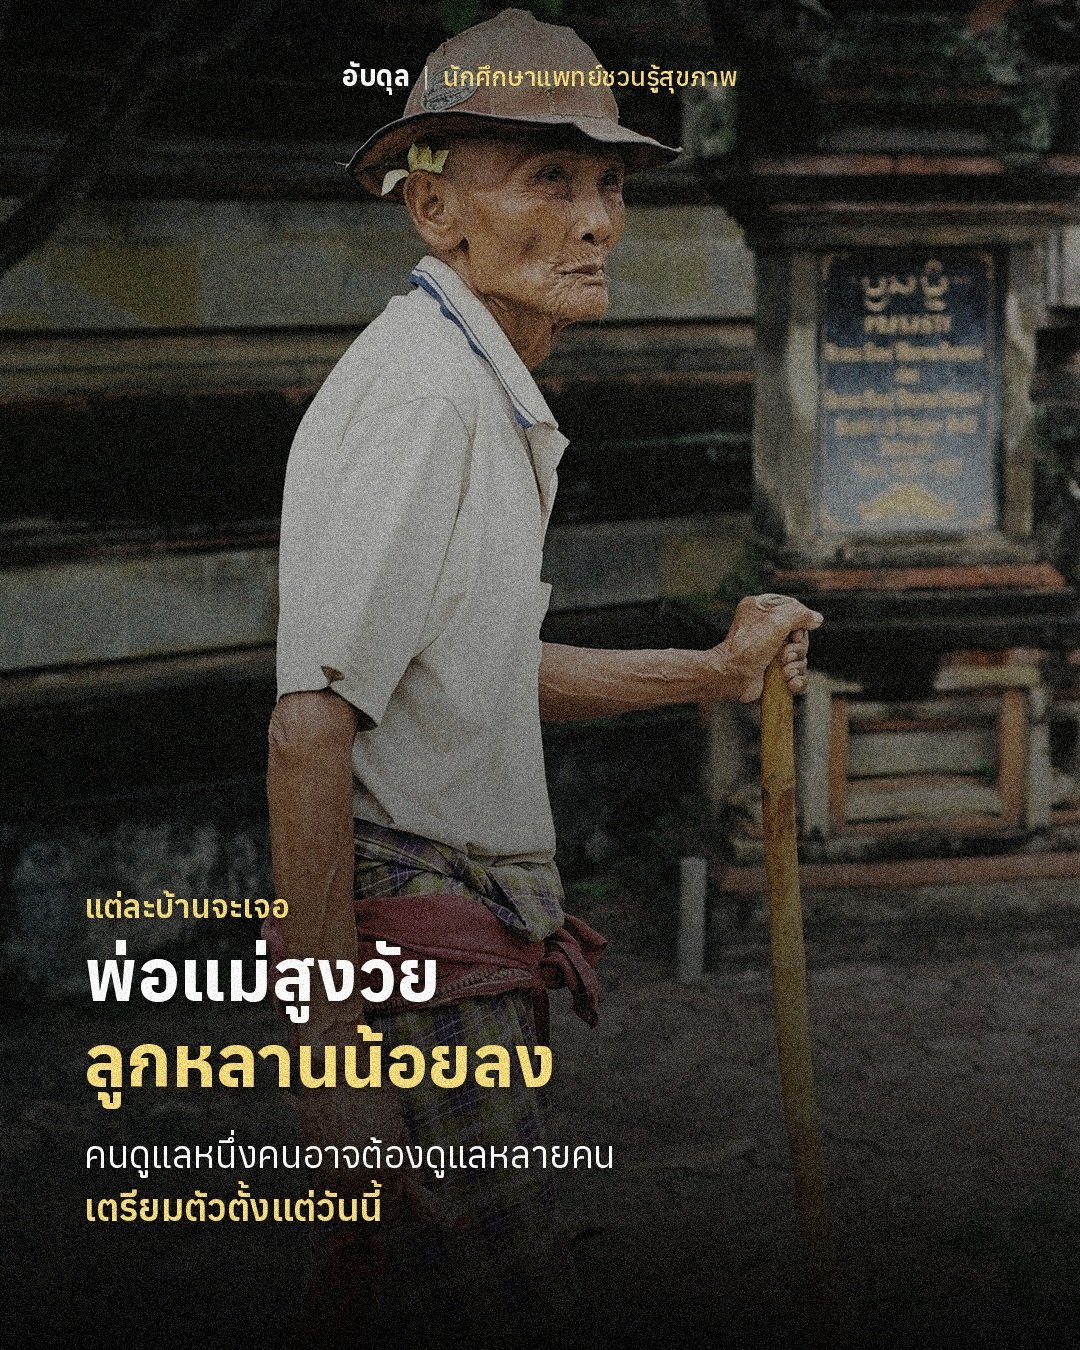 อับดุล | นักศึกษาแพทย์ชวนรู้สุขภาพ
PRASASTI
แต่ละบ้านจะเจอ
พ่อแม่สูงวัย
ลูกหลานน้อยลง
คนดูแลหนึ่งคนอาจต้องดูแลหลายคน
เตรียมตัวตั้งแต่วันนี้